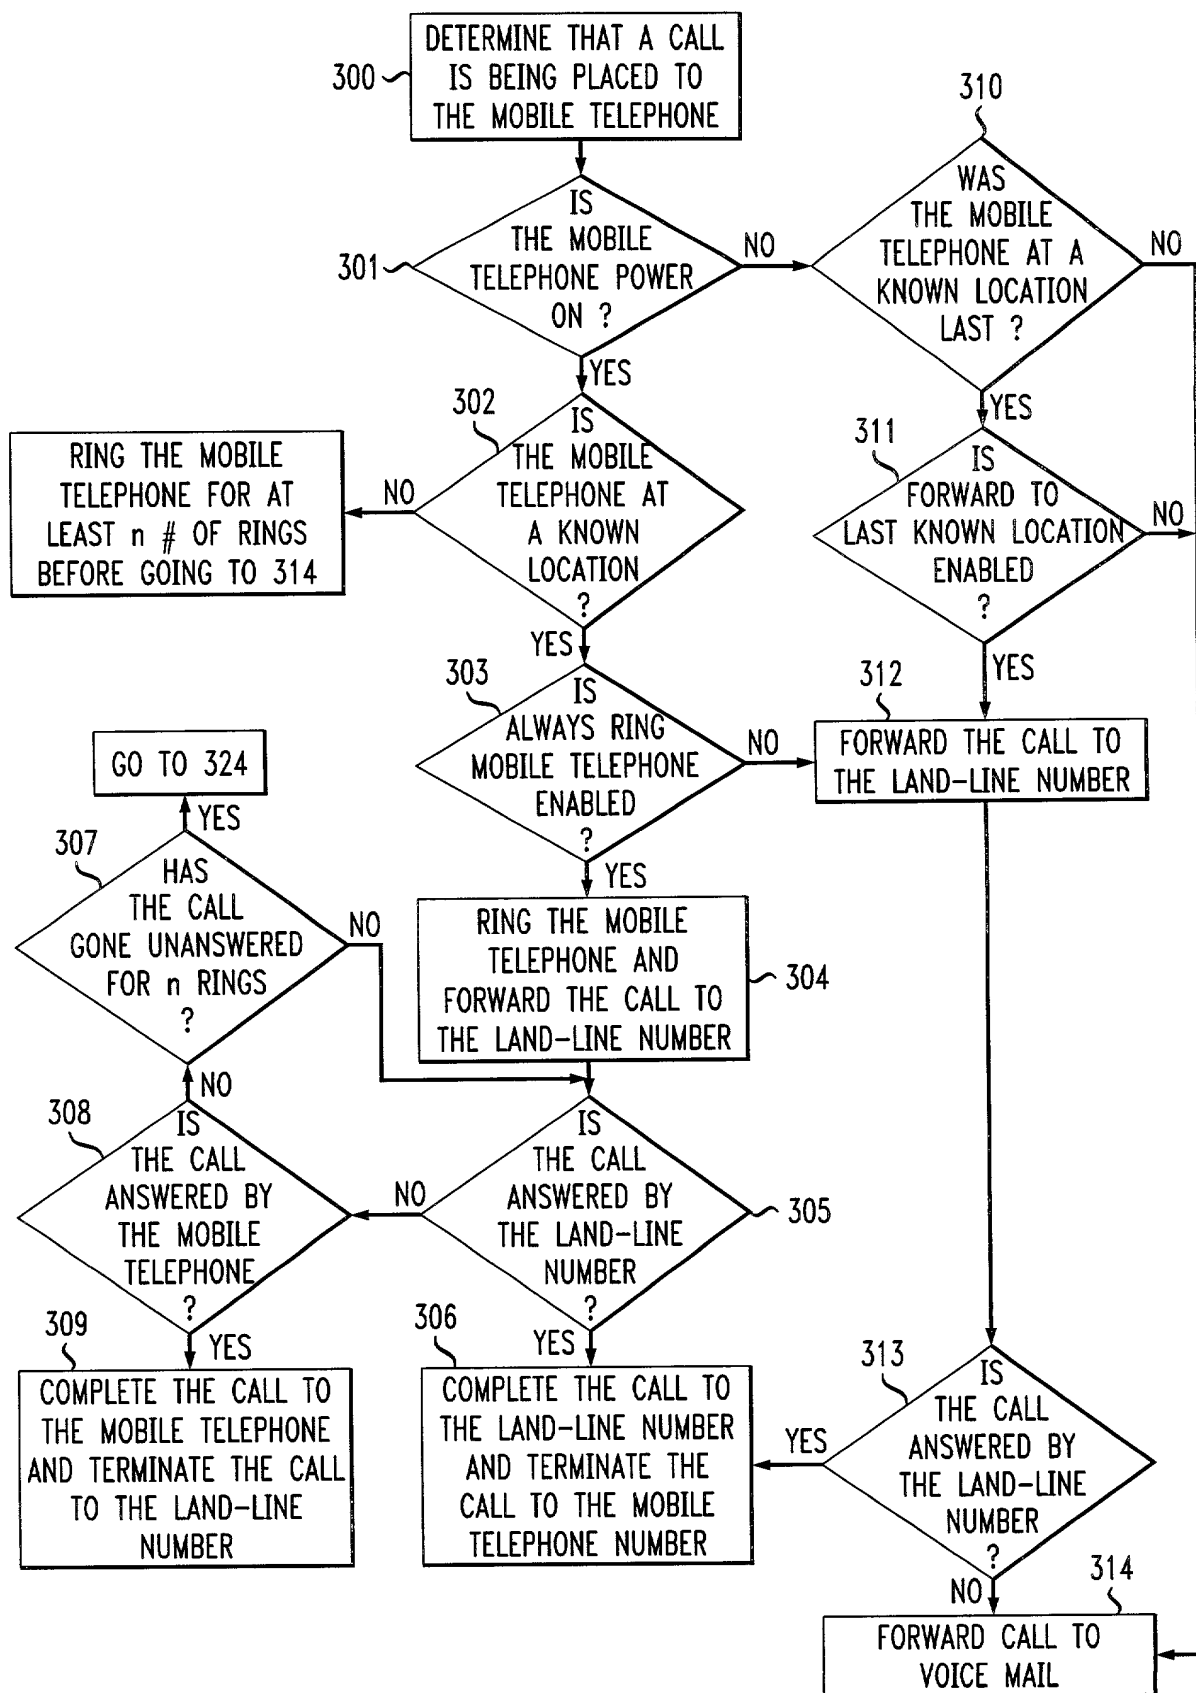 DETERMINE THAT A CALL
IS BEING PLACED TO
THE MOBILE TELEPHONE
300
310
IS
THE MOBILE
TELEPHONE POWER
ON ?
301
NO
WAS
THE MOBILE
TELEPHONE AT A
KNOWN LOCATION
LAST ?
NO
YES
YES
302
IS
THE MOBILE
TELEPHONE AT
A KNOWN
LOCATION
?
NO
RING THE MOBILE
TELEPHONE FOR AT
LEAST n # OF RINGS
BEFORE GOING TO 314
311
IS
FORWARD TO
LAST KNOWN LOCATION
ENABLED
?
NO
YES
YES
303
IS
ALWAYS RING
MOBILE TELEPHONE
ENABLED
?
NO
312
FORWARD THE CALL TO
THE LAND-LINE NUMBER
GO TO 324
YES
307
HAS
THE CALL
GONE UNANSWERED
FOR n RINGS
?
NO
YES
RING THE MOBILE
TELEPHONE AND
FORWARD THE CALL TO
THE LAND-LINE NUMBER
304
NO
308
IS
THE CALL
ANSWERED BY
THE MOBILE
TELEPHONE
?
NO
IS
THE CALL
ANSWERED BY
THE LAND-LINE
NUMBER
?
305
YES
309
COMPLETE THE CALL TO
THE MOBILE TELEPHONE
AND TERMINATE THE CALL
TO THE LAND-LINE
NUMBER
YES
306
COMPLETE THE CALL TO
THE LAND-LINE NUMBER
AND TERMINATE THE
CALL TO THE MOBILE
TELEPHONE NUMBER
YES
313
IS
THE CALL
ANSWERED BY
THE LAND-LINE
NUMBER
?
NO
314
FORWARD CALL TO
VOICE MAIL